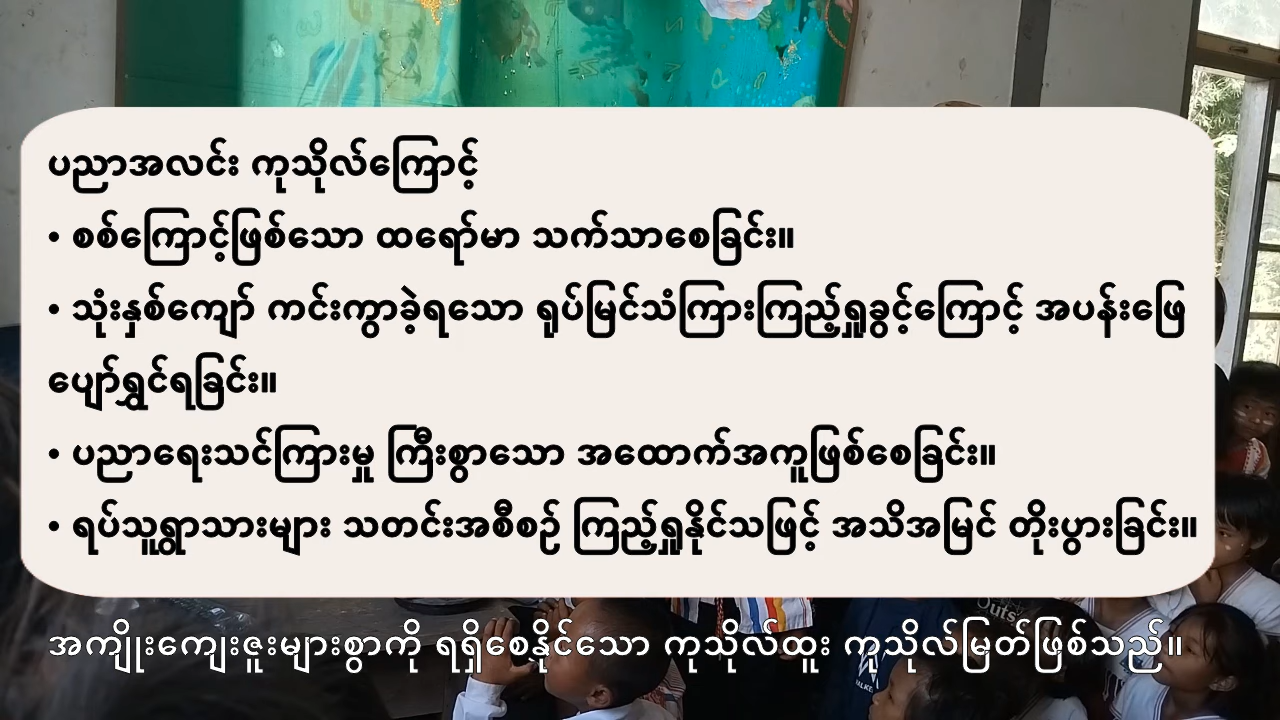 ပညာအလင်း ကုသိုလ်ကြောင့်
• စစ်ကြောင့်ဖြစ်သော ထရော်မာ သက်သာစေခြင်း။
• သုံးနှစ်ကျော် ကင်းကွာခဲ့ရသော ရုပ်မြင်သံကြားကြည့်ရှုခွင့်ကြောင့် အပန်းဖြေ
ပျော်ရွှင်ရခြင်း။
• ပညာရေးသင်ကြားမှု ကြီးစွာသော အထောက်အကူဖြစ်စေခြင်း။
• ရပ်သူရွာသားများ သတင်းအစီစဉ် ကြည့်ရှုနိုင်သဖြင့် အသိအမြင် တိုးပွားခြင်း။
အကျိုးကျေးဇူးများစွာကို ရရှိစေနိုင်သော ကုသိုလ်ထူး ကုသိုလ်မြတ်ဖြစ်သည်။